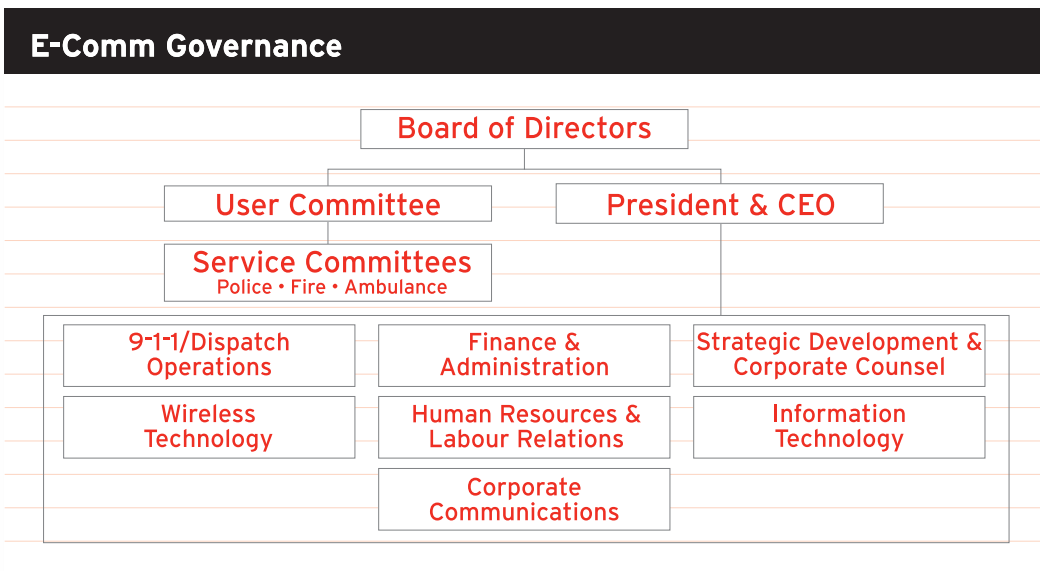 E-Comm Governance
Board of Directors
User Committee
President & CEO
Service Committees
Police • Fire • Ambulance
9-1-1/Dispatch
Operations
Finance &
Administration
Strategic Development &
Corporate Counsel
Wireless
Technology
Human Resources &
Labour Relations
Information
Technology
Corporate
Communications